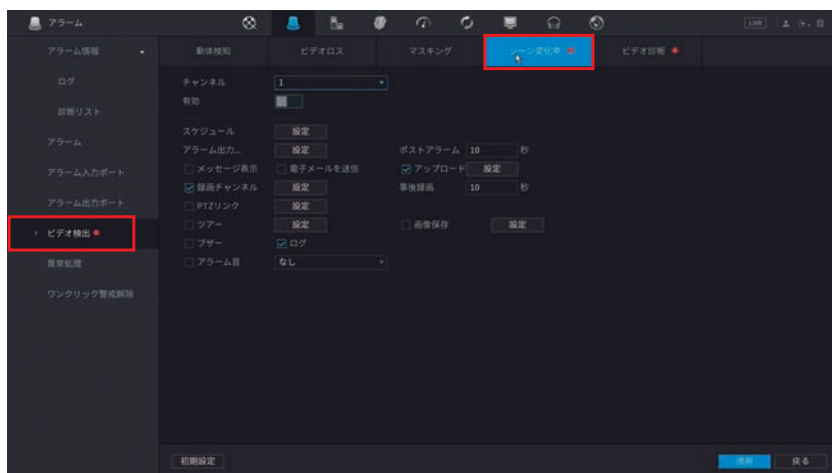 アラーム
LIVE
アラーム情報
ログ
診断リスト
アラーム
アラーム入力ポート
アラーム出力ポート
ビデオ検出
異常処理
ワンクリック警戒解除
動体検知 ビデオロス マスキング シーン変化中 ビデオ診断
チャンネル 1
有効
スケジュール 設定
アラーム出力... 設定 ポストアラーム 10 秒
メッセージ表示 電子メールを送信 アップロード 設定
録画チャンネル 設定 事後録画 10 秒
PTZリンク 設定
ツアー 設定 画像保存 設定
ブザー ログ
アラーム音 なし
初期設定 適用 戻る